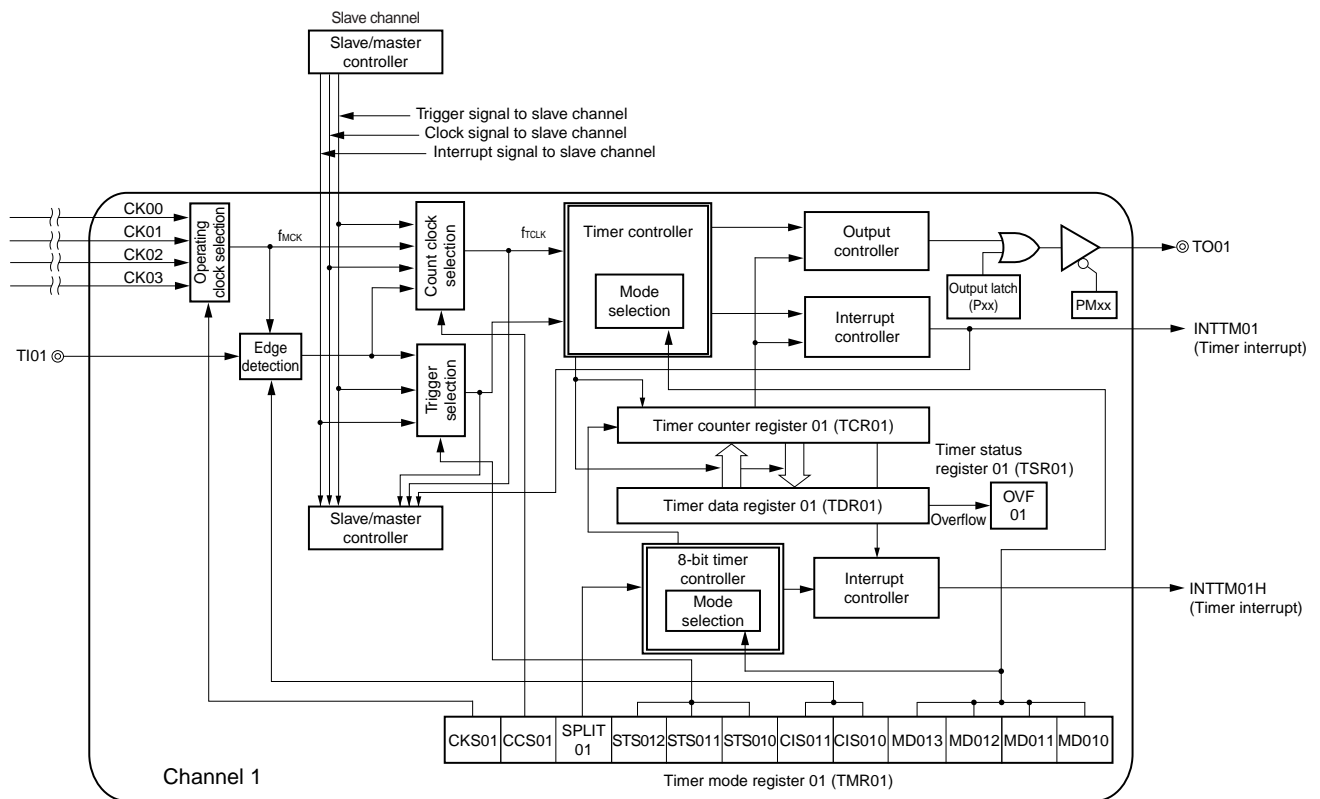 Slave channel
Slave/master
controller
Trigger signal to slave channel
Clock signal to slave channel
Interrupt signal to slave channel
CK00
CK01
CK02
CK03
Operating
clock selection
fMCK
Count clock
selection
fTCLK
Timer controller
Mode
selection
Output
controller
Output latch
(Pxx)
PMxx
TO01
Interrupt
controller
INTTM01
(Timer interrupt)
TI01
Edge
detection
Trigger
selection
Timer counter register 01 (TCR01)
Timer status
register 01 (TSR01)
Timer data register 01 (TDR01)
Overflow
OVF
01
Slave/master
controller
8-bit timer
controller
Mode
selection
Interrupt
controller
INTTM01H
(Timer interrupt)
CKS01
CCS01
SPLIT
01
STS012
STS011
STS010
CIS011
CIS010
MD013
MD012
MD011
MD010
Channel 1
Timer mode register 01 (TMR01)